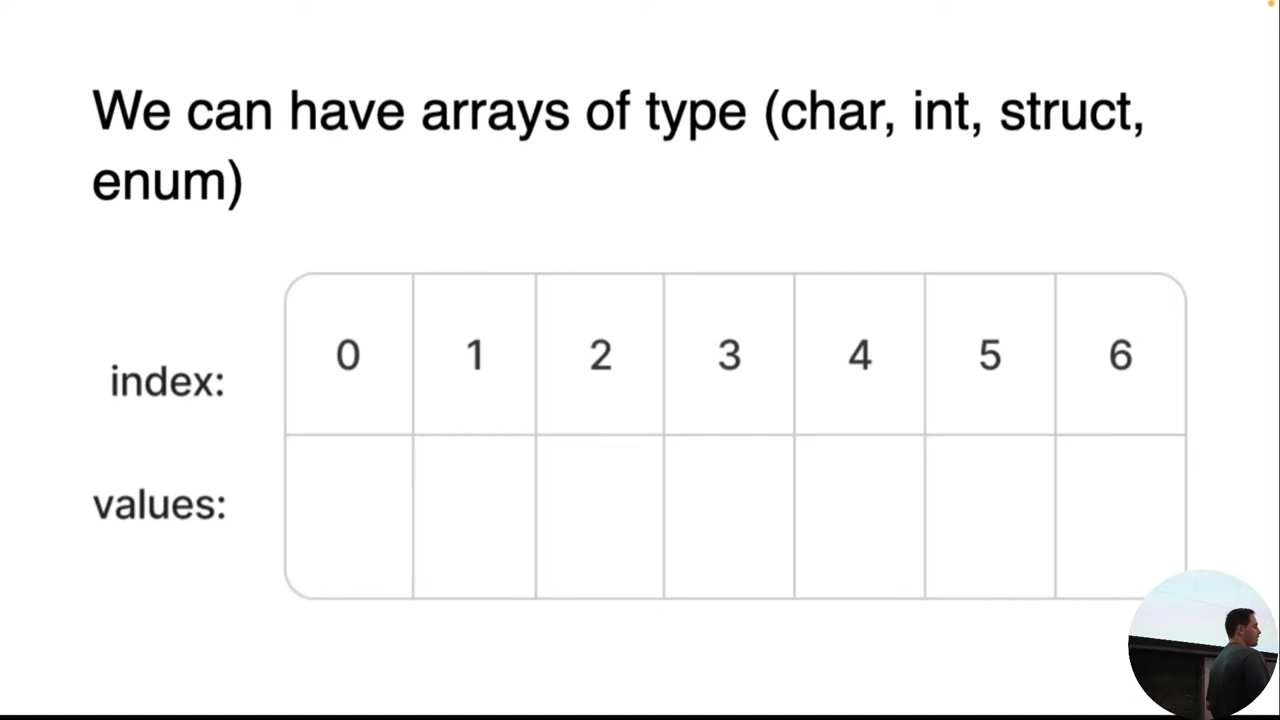 We can have arrays of type (char, int, struct,
enum)
index: 0 1 2 3 4 5 6
values: